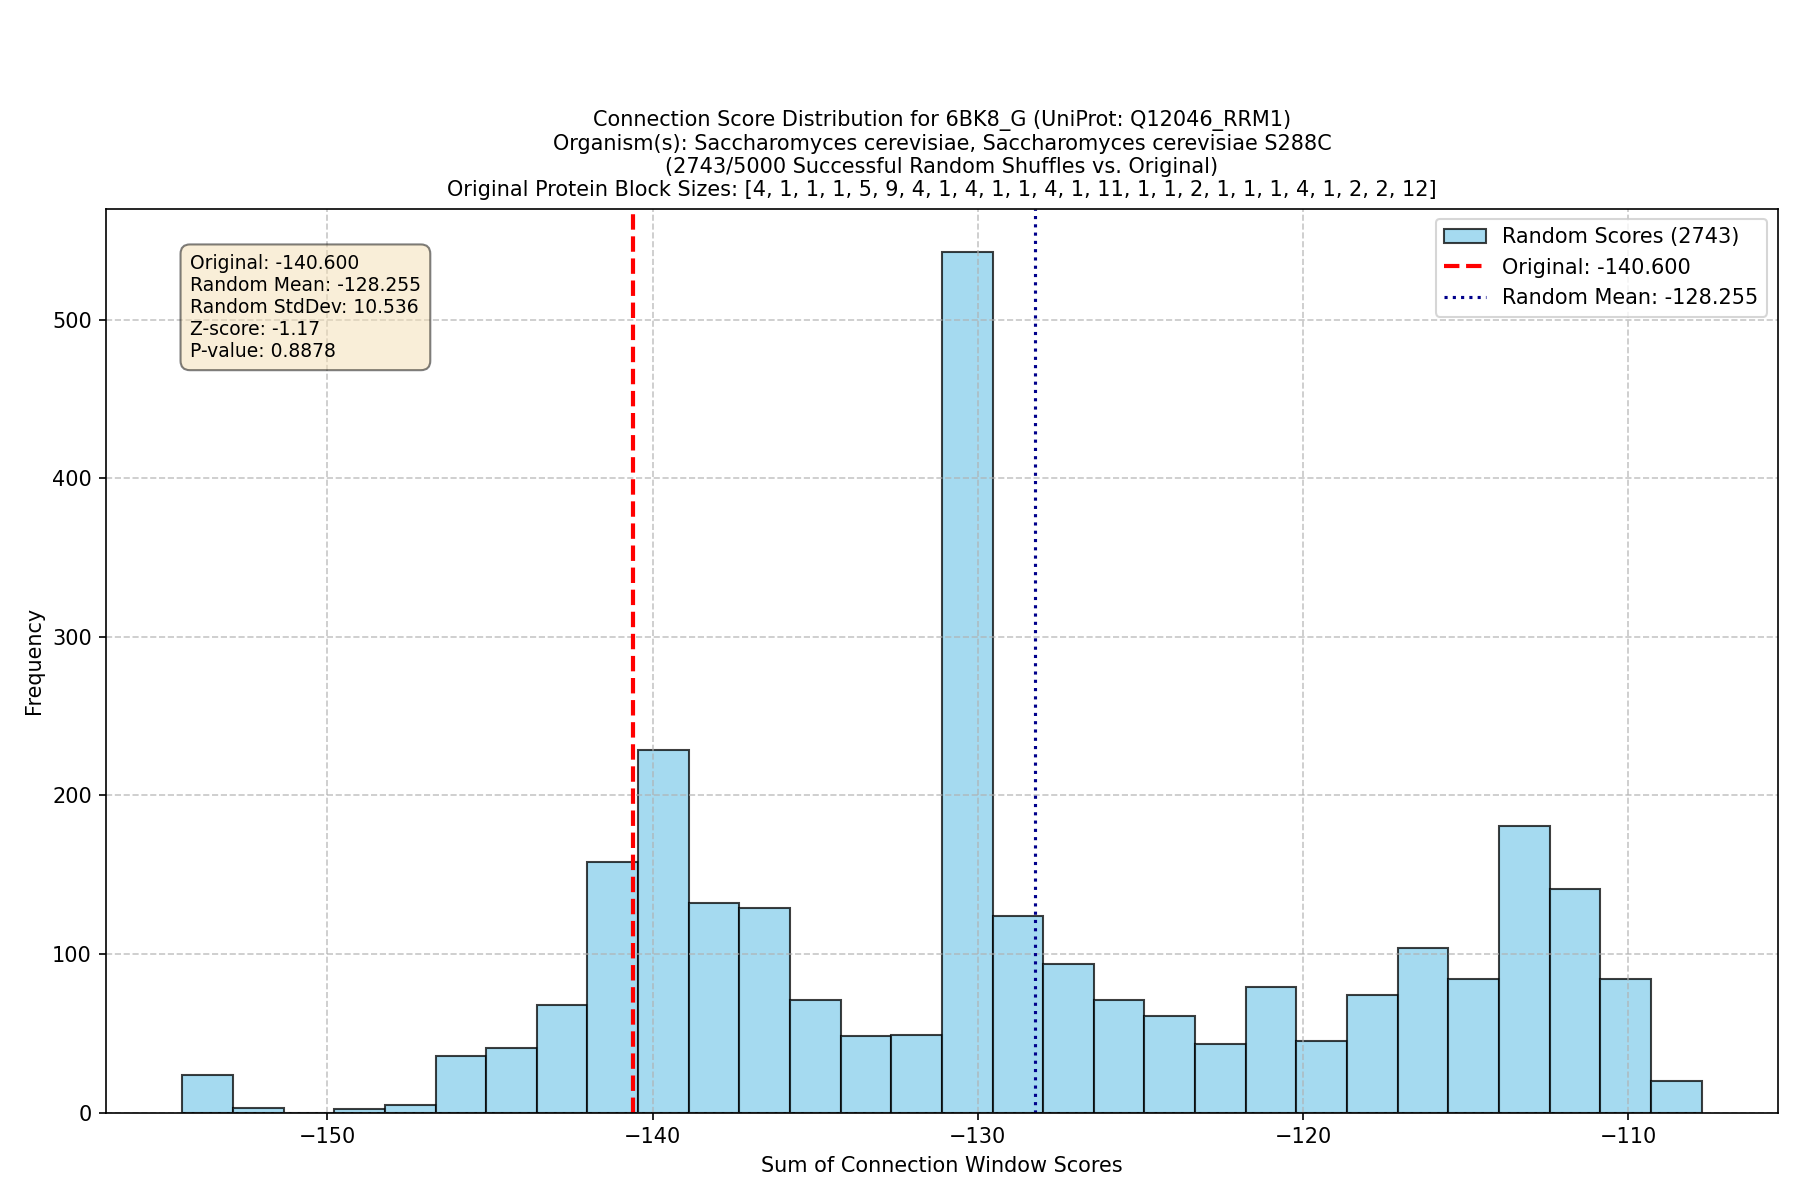 Connection Score Distribution for 6BK8_G (UniProt: Q12046_RRM1)
Organism(s): Saccharomyces cerevisiae, Saccharomyces cerevisiae S288C
(2743/5000 Successful Random Shuffles vs. Original)
Original Protein Block Sizes: [4, 1, 1, 1, 5, 9, 4, 1, 4, 1, 1, 4, 1, 11, 1, 1, 2, 1, 1, 1, 4, 1, 2, 2, 12]
Original: -140.600
Random Mean: -128.255
Random StdDev: 10.536
Z-score: -1.17
P-value: 0.8878
Random Scores (2743)
Original: -140.600
Random Mean: -128.255
Frequency
500
400
300
200
100
0
−150
−140
−130
−120
−110
Sum of Connection Window Scores